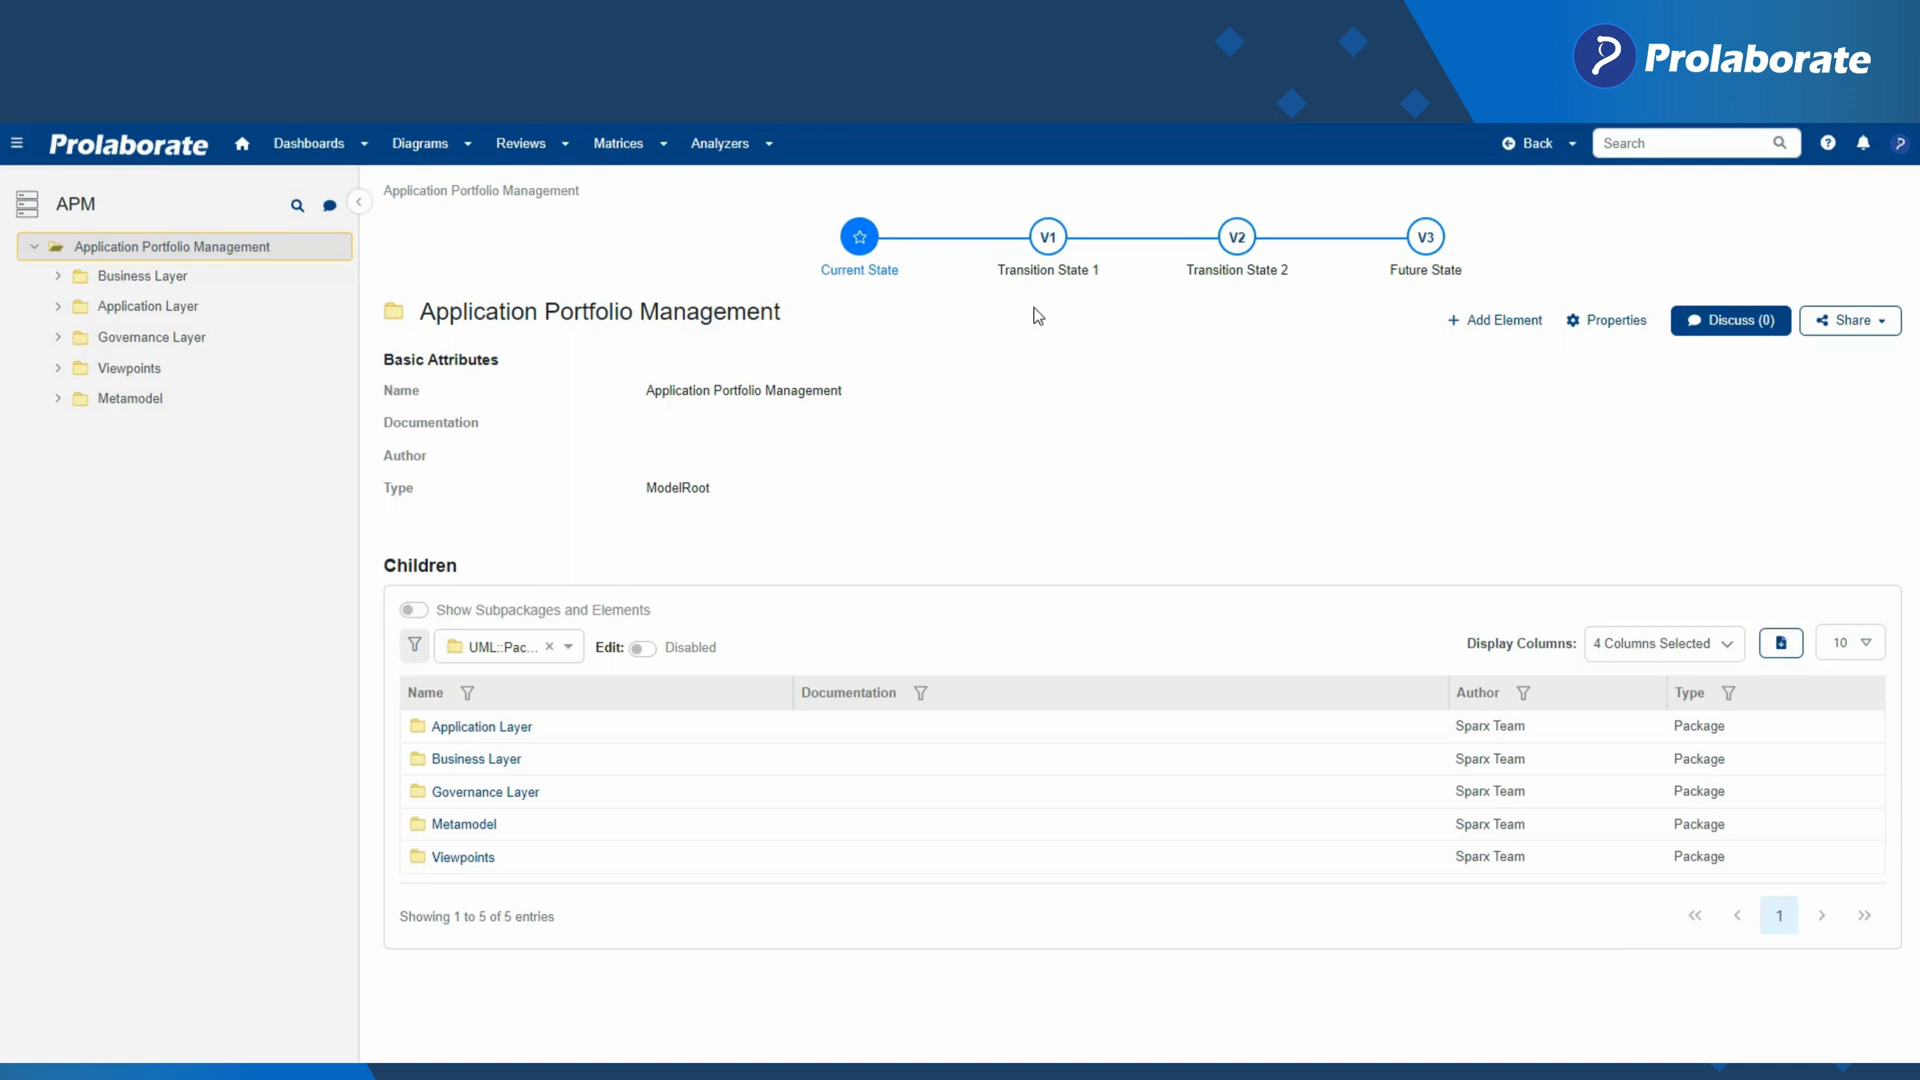 Prolaborate
Prolaborate Dashboards Diagrams Reviews Matrices Analyzers Back Search
APM
Application Portfolio Management
Business Layer
Application Layer
Governance Layer
Viewpoints
Metamodel
Application Portfolio Management
V1 V2 V3
Current State Transition State 1 Transition State 2 Future State
Application Portfolio Management
+ Add Element Properties Discuss (0) Share
Basic Attributes
Name Application Portfolio Management
Documentation
Author
Type ModelRoot
Children
Show Subpackages and Elements
UML::Pac... Edit: Disabled Display Columns: 4 Columns Selected 10
Name Documentation Author Type
Application Layer Sparx Team Package
Business Layer Sparx Team Package
Governance Layer Sparx Team Package
Metamodel Sparx Team Package
Viewpoints Sparx Team Package
Showing 1 to 5 of 5 entries 1